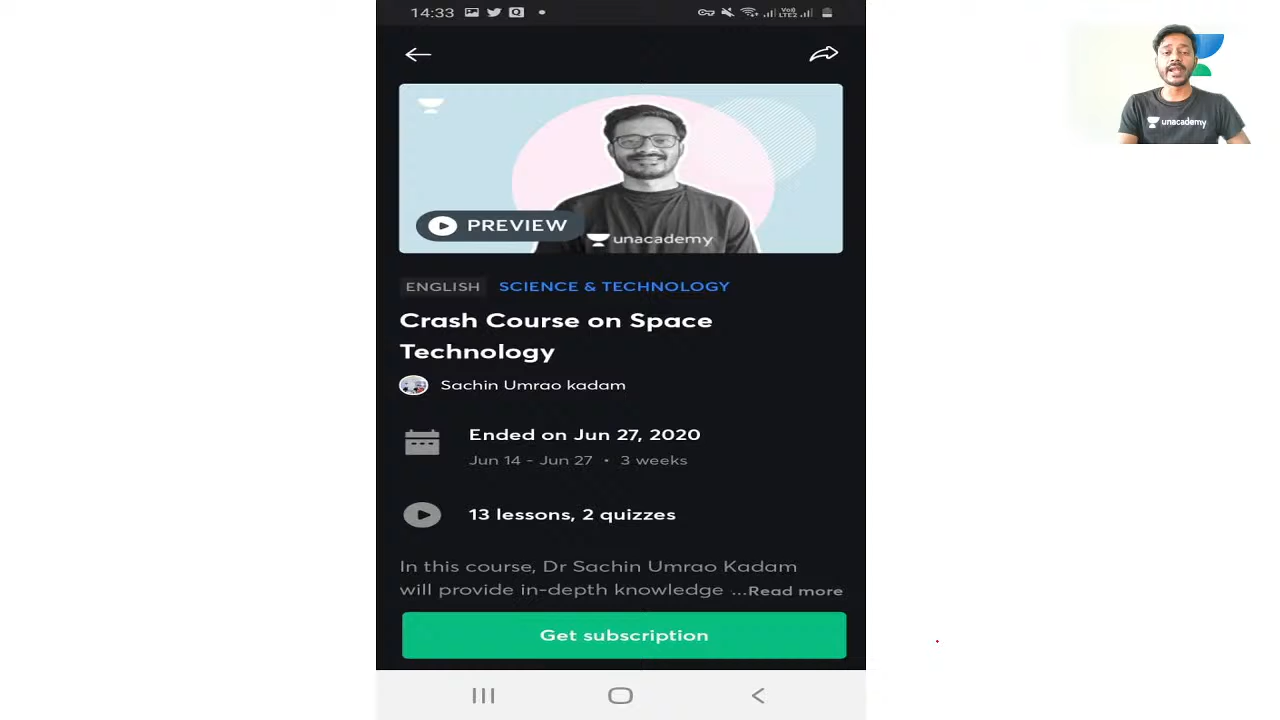 14:33
Vo) LTE2
unacademy
PREVIEW
unacademy
ENGLISH SCIENCE & TECHNOLOGY
Crash Course on Space
Technology
Sachin Umrao kadam
Ended on Jun 27, 2020
Jun 14 - Jun 27 • 3 weeks
13 lessons, 2 quizzes
In this course, Dr Sachin Umrao Kadam
will provide in-depth knowledge ...Read more
Get subscription